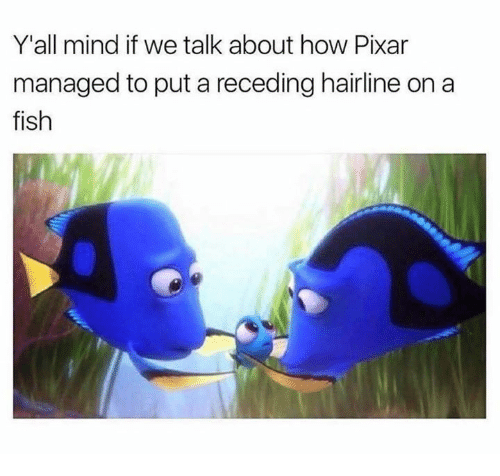 Y'all mind if we talk about how Pixar
managed to put a receding hairline on a
fish